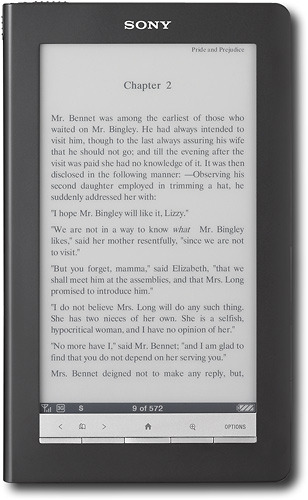 SONY
Pride and Prejudice
Chapter 2
Mr. Bennet was among the earliest of those who
waited on Mr. Bingley. He had always intended to
visit him, though to the last always assuring his wife
that he should not go; and till the evening after the
visit was paid she had no knowledge of it. It was then
disclosed in the following manner: —Observing his
second daughter employed in trimming a hat, he
suddenly addressed her with:
"I hope Mr. Bingley will like it, Lizzy."
"We are not in a way to know what Mr. Bingley
likes," said her mother resentfully, "since we are not
to visit."
"But you forget, mamma," said Elizabeth, "that we
shall meet him at the assemblies, and that Mrs. Long
promised to introduce him."
"I do not believe Mrs. Long will do any such thing.
She has two nieces of her own. She is a selfish,
hypocritical woman, and I have no opinion of her."
"No more have I," said Mr. Bennet; "and I am glad to
find that you do not depend on her serving you."
Mrs. Bennet deigned not to make any reply, but,
3G S 9 of 572
OPTIONS